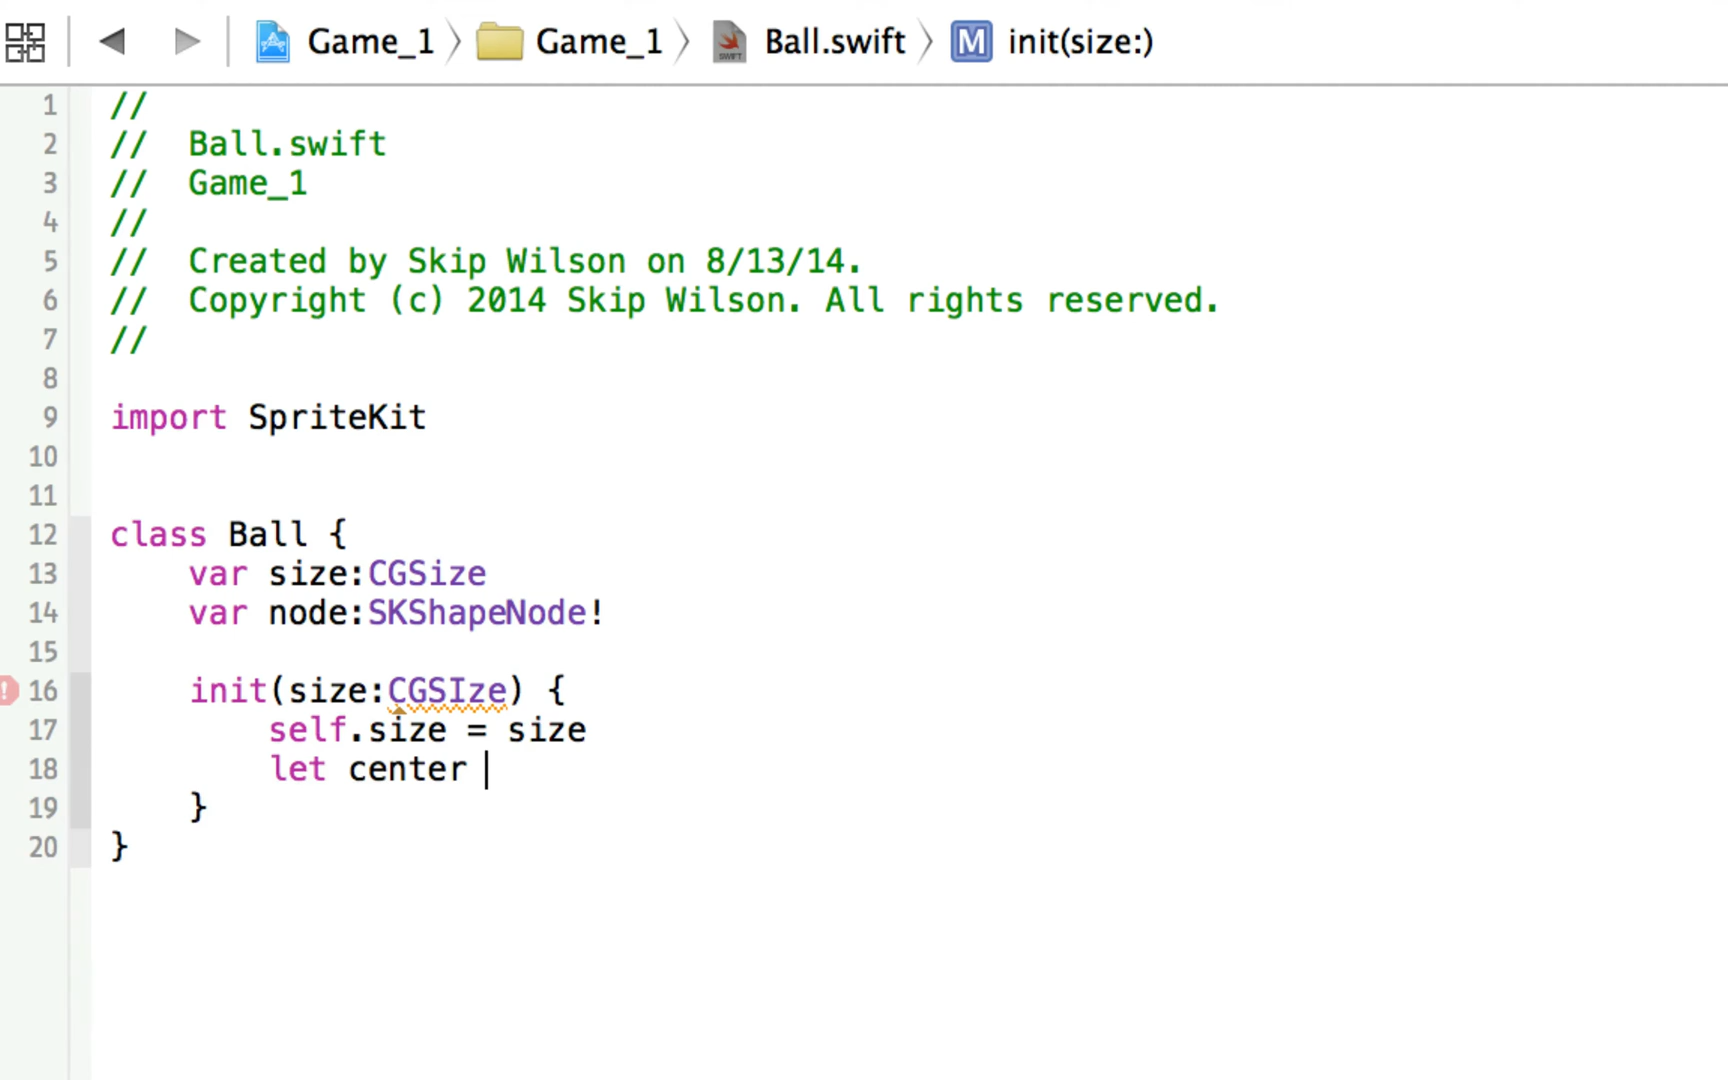 Game_1 〉 Game_1 〉 Ball.swift 〉 M init(size:)
1 //
2 //  Ball.swift
3 //  Game_1
4 //
5 //  Created by Skip Wilson on 8/13/14.
6 //  Copyright (c) 2014 Skip Wilson. All rights reserved.
7 //
8
9 import SpriteKit
10
11
12 class Ball {
13     var size:CGSize
14     var node:SKShapeNode!
15
16     init(size:CGSIze) {
17         self.size = size
18         let center
19     }
20 }